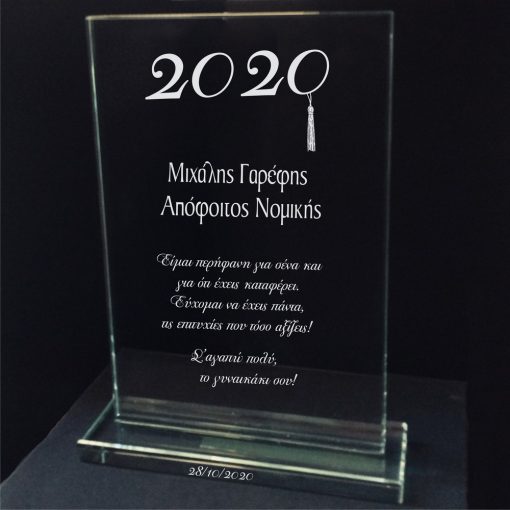 2020
Μιχάλης Γαρέφης
Απόφοιτος Νομικής
Είμαι περήφανη για σένα και
για ότι έχεις καταφέρει.
Εύχομαι να έχεις πάντα,
τις επιτυχίες που τόσο αξίζεις!
Σ'αγαπώ πολύ,
το γυναικάκι σου!
28/10/2020